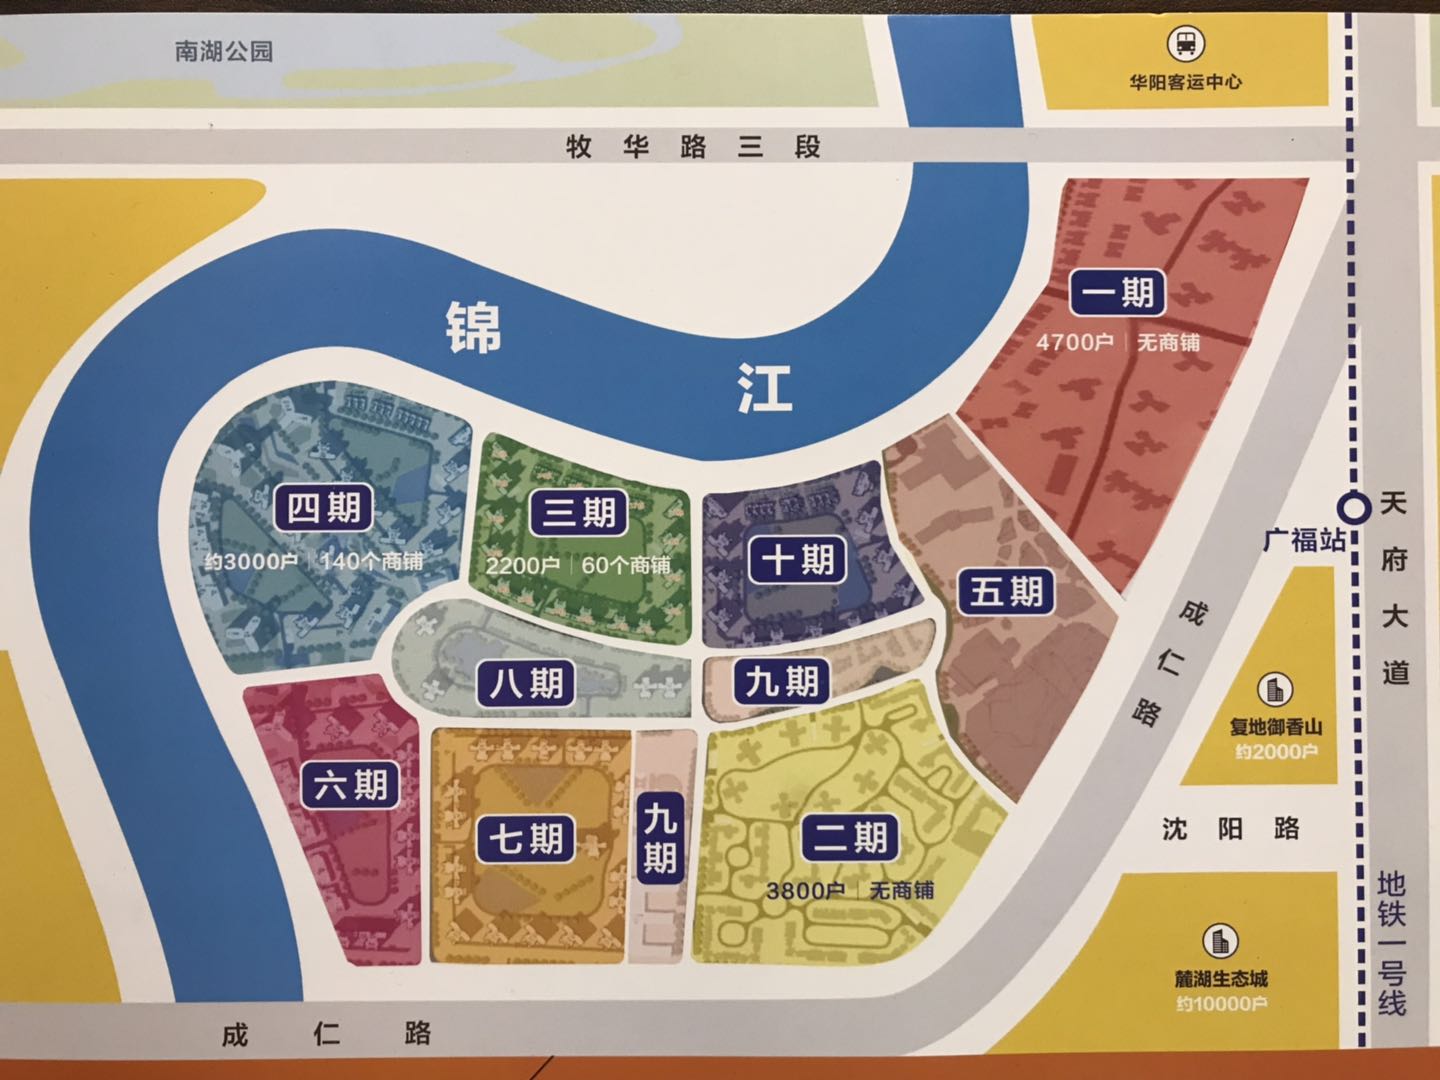 南湖公园
华阳客运中心
牧华路三段
锦江
一期
4700户 | 无商铺
四期
约3000户 | 140个商铺
三期
2200户 | 60个商铺
十期
五期
天府大道
广福站
成仁路
八期
九期
复地御香山
约2000户
六期
七期
九期
二期
3800户 | 无商铺
沈阳路
地铁一号线
麓湖生态城
约10000户
成仁路